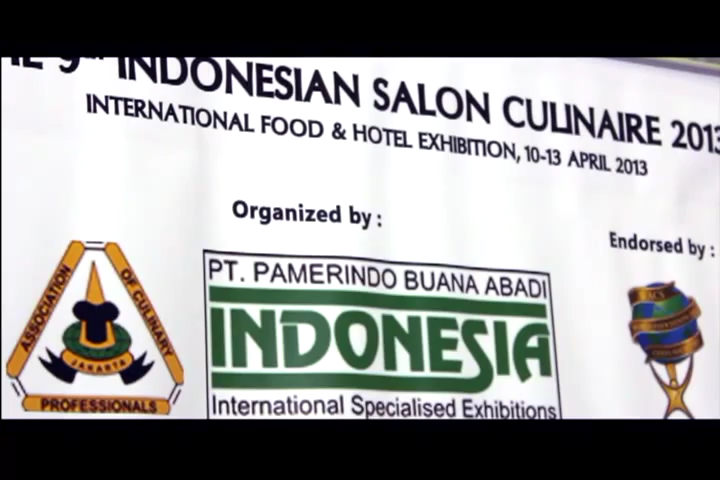 9th INDONESIAN SALON CULINAIRE 2013
INTERNATIONAL FOOD & HOTEL EXHIBITION, 10-13 APRIL 2013
Organized by :
Endorsed by :
ASSOCIATION
OF CULINARY
JAKARTA
PROFESSIONALS
PT. PAMERINDO BUANA ABADI
INDONESIA
International Specialised Exhibitions